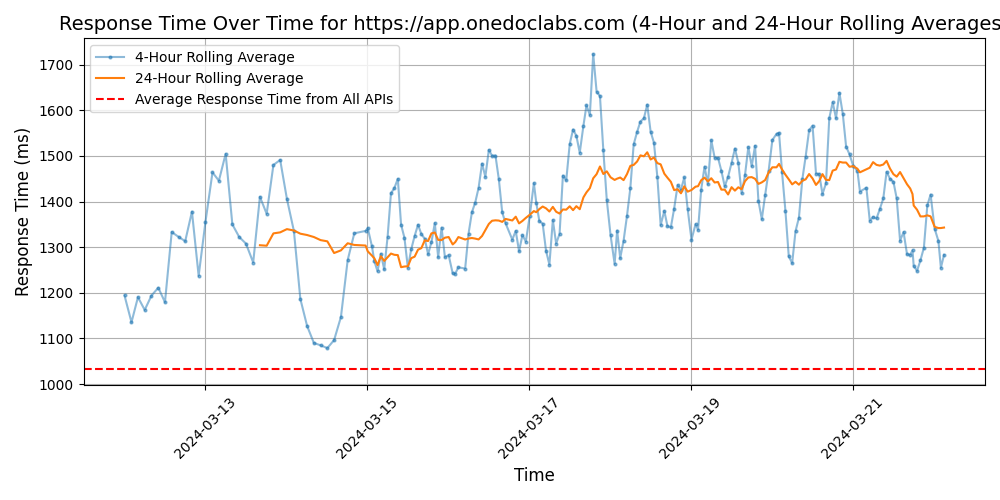 Response Time Over Time for https://app.onedoclabs.com (4-Hour and 24-Hour Rolling Averages
4-Hour Rolling Average
24-Hour Rolling Average
Average Response Time from All APIs
Response Time (ms)
1700
1600
1500
1400
1300
1200
1100
1000
2024-03-13
2024-03-15
2024-03-17
2024-03-19
2024-03-21
Time